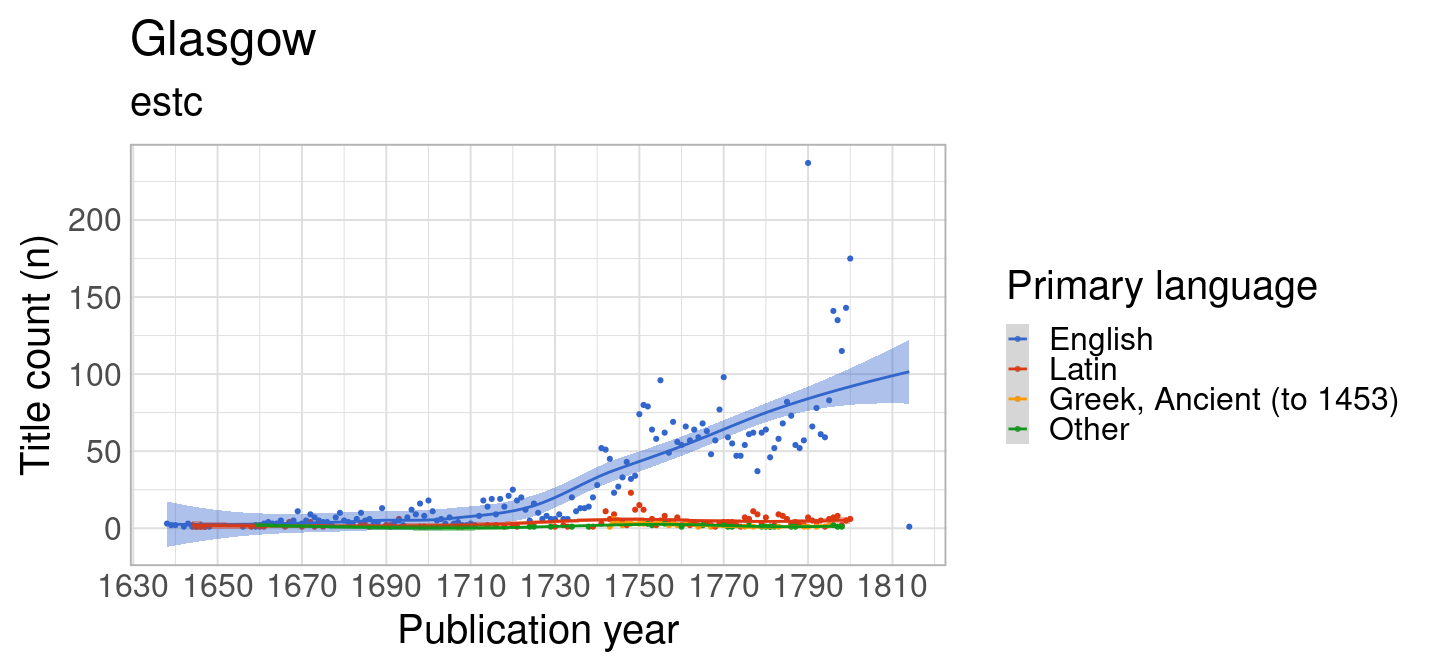 Glasgow
estc
Title count (n)
200
150
100
50
0
1630 1650 1670 1690 1710 1730 1750 1770 1790 1810
Publication year
Primary language
English
Latin
Greek, Ancient (to 1453)
Other